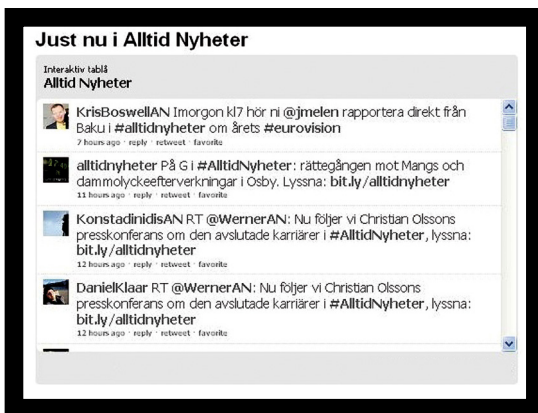 Just nu i Alltid Nyheter
Interaktiv tablå
Alltid Nyheter
KrisBoswellAN Imorgon kl7 hör ni @jmelen rapportera direkt från
Baku i #alltidnyheter om årets #eurovision
7 hours ago · reply · retweet · favorite
alltidnyheter På G i #AlltidNyheter: rättegången mot Mangs och
dammolyckeefterverkningar i Osby. Lyssna: bit.ly/alltidnyheter
11 hours ago · reply · retweet · favorite
KonstadinidisAN RT @WernerAN: Nu följer vi Christian Olssons
presskonferans om den avslutade karriärer i #AlltidNyheter, lyssna:
bit.ly/alltidnyheter
12 hours ago · reply · retweet · favorite
DanielKlaar RT @WernerAN: Nu följer vi Christian Olssons
presskonferans om den avslutade karriärer i #AlltidNyheter, lyssna:
bit.ly/alltidnyheter
12 hours ago · reply · retweet · favorite